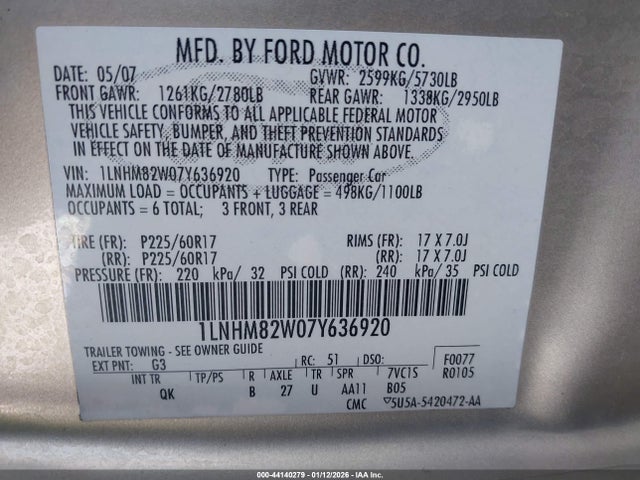 MFD. BY FORD MOTOR CO.
DATE: 05/07 GVWR: 2599KG/5730LB
FRONT GAWR: 1261KG/2780LB REAR GAWR: 1338KG/2950LB
THIS VEHICLE CONFORMS TO ALL APPLICABLE FEDERAL MOTOR
VEHICLE SAFETY, BUMPER, AND THEFT PREVENTION STANDARDS
IN EFFECT ON THE DATE OF MANUFACTURE SHOWN ABOVE.
VIN: 1LNHM82W07Y636920 TYPE: Passenger Car
MAXIMUM LOAD = OCCUPANTS + LUGGAGE = 498KG/1100LB
OCCUPANTS = 6 TOTAL; 3 FRONT, 3 REAR
TIRE (FR): P225/60R17 RIMS (FR): 17 X 7.0J
(RR): P225/60R17 (RR): 17 X 7.0J
PRESSURE (FR): 220 kPa/ 32 PSI COLD (RR): 240 kPa/ 35 PSI COLD
1LNHM82W07Y636920
TRAILER TOWING - SEE OWNER GUIDE
EXT PNT: G3 RC: 51 DSO: F0077
R0105
INT TR TP/PS R AXLE TR SPR 7VC1S
QK B 27 U AA11 B05
CMC ▽5U5A-5420472-AA
000-44140279 - 01/12/2026 - IAA Inc.